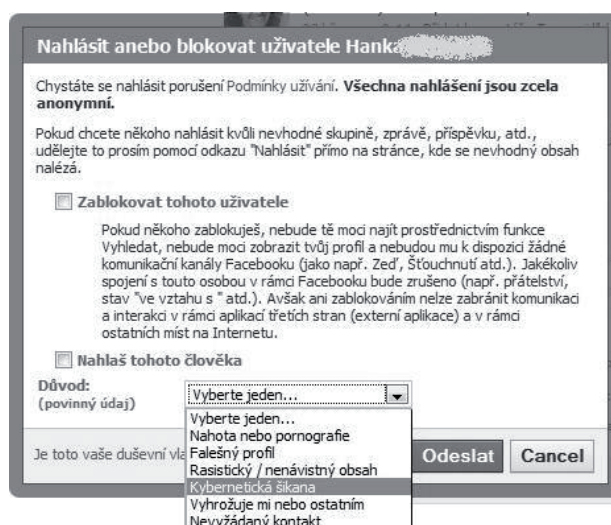 Nahlásit anebo blokovat uživatele Hanka
Chystáte se nahlásit porušení Podmínky užívání. Všechna nahlášení jsou zcela
anonymní.
Pokud chcete někoho nahlásit kvůli nevhodné skupině, zprávě, příspěvku, atd.,
udělejte to prosím pomocí odkazu "Nahlásit" přímo na stránce, kde se nevhodný obsah
nalézá.
Zablokovat tohoto uživatele
Pokud někoho zablokuješ, nebude tě moci najít prostřednictvím funkce
Vyhledat, nebude moci zobrazit tvůj profil a nebudou mu k dispozici žádné
komunikační kanály Facebooku (jako např. Zeď, Šťouchnutí atd.). Jakékoliv
spojení s touto osobou v rámci Facebooku bude zrušeno (např. přátelství,
stav "ve vztahu s " atd.). Avšak ani zablokováním nelze zabránit komunikaci
a interakci v rámci aplikací třetích stran (externí aplikace) a v rámci
ostatních míst na Internetu.
Nahlaš tohoto člověka
Důvod:
(povinný údaj)
Vyberte jeden...
Vyberte jeden...
Nahota nebo pornografie
Falešný profil
Rasistický / nenávistný obsah
Kybernetická šikana
Vyhrožuje mi nebo ostatním
Nevyžádaný kontakt
Je toto vaše duševní
Odeslat
Cancel